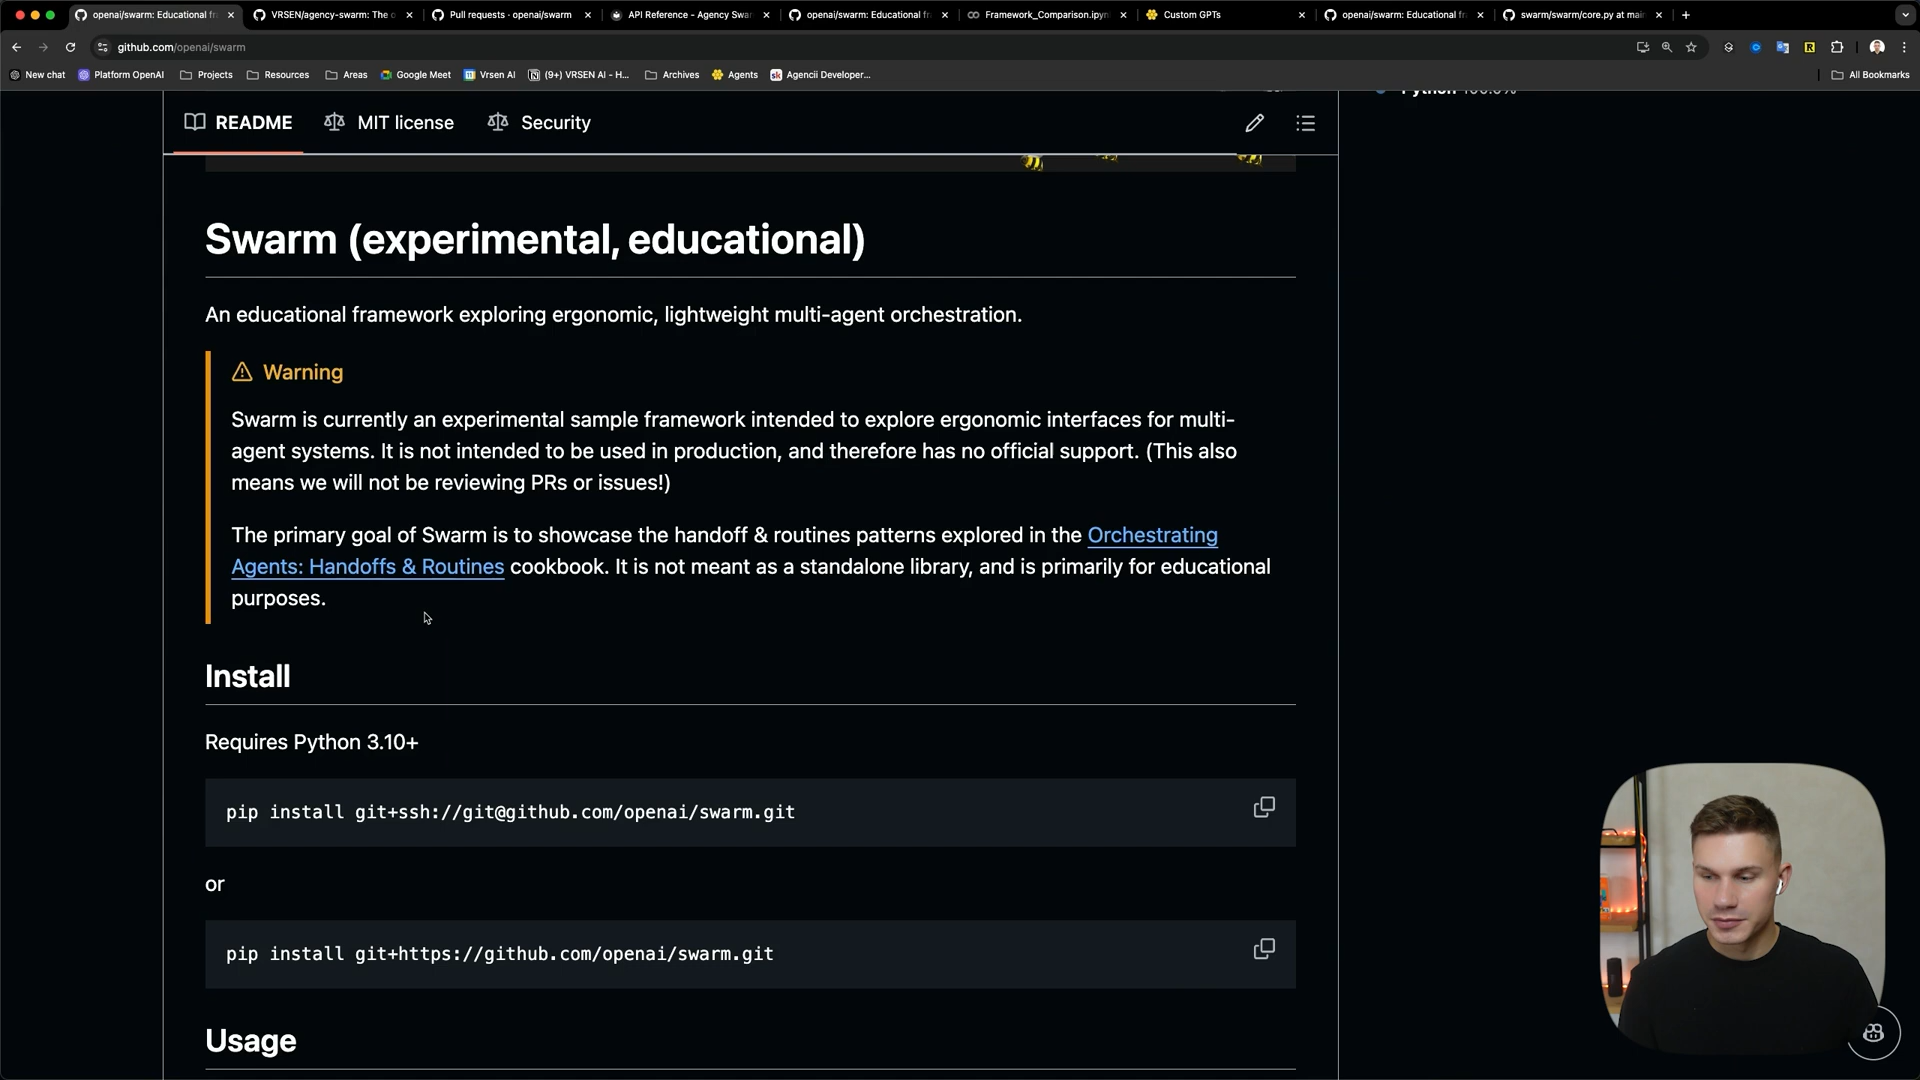 openai/swarm: Educational fr
VRSEN/agency-swarm: The o
Pull requests · openai/swarm
API Reference - Agency Swar
openai/swarm: Educational fr
Framework_Comparison.ipyn
Custom GPTs
openai/swarm: Educational fr
swarm/swarm/core.py at main
github.com/openai/swarm
New chat
Platform OpenAI
Projects
Resources
Areas
Google Meet
Vrsen AI
(9+) VRSEN AI - H...
Archives
Agents
Agencii Developer...
All Bookmarks
README
MIT license
Security
Swarm (experimental, educational)
An educational framework exploring ergonomic, lightweight multi-agent orchestration.
Warning
Swarm is currently an experimental sample framework intended to explore ergonomic interfaces for multi-
agent systems. It is not intended to be used in production, and therefore has no official support. (This also
means we will not be reviewing PRs or issues!)
The primary goal of Swarm is to showcase the handoff & routines patterns explored in the Orchestrating
Agents: Handoffs & Routines cookbook. It is not meant as a standalone library, and is primarily for educational
purposes.
Install
Requires Python 3.10+
pip install git+ssh://git@github.com/openai/swarm.git
or
pip install git+https://github.com/openai/swarm.git
Usage